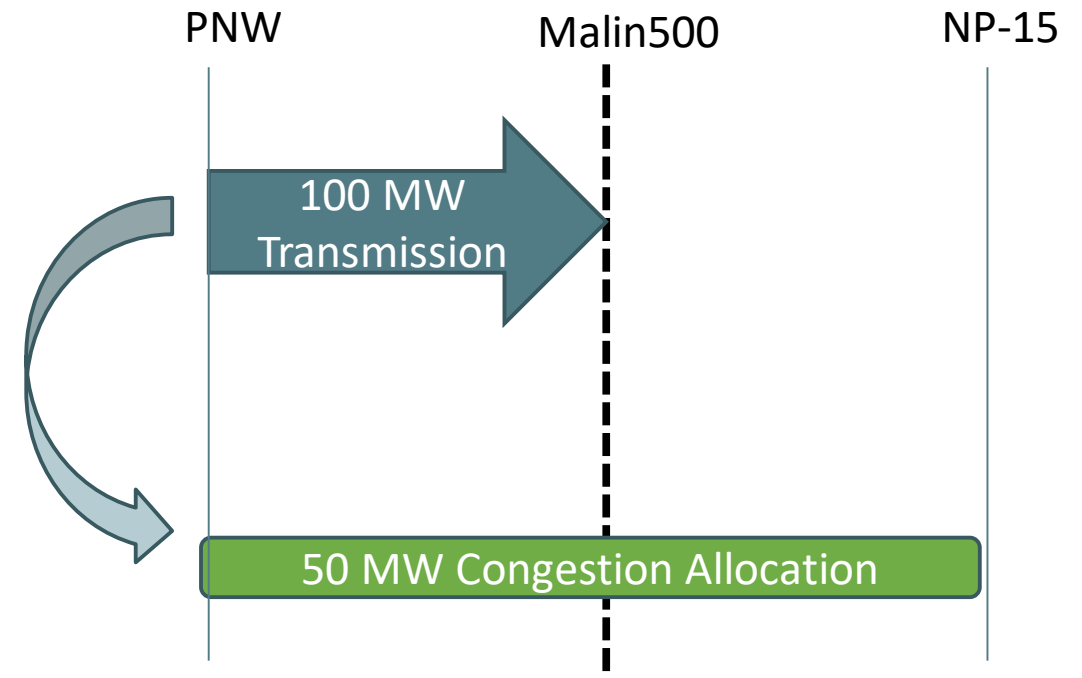 PNW
Malin500
NP-15
100 MW
Transmission
50 MW Congestion Allocation